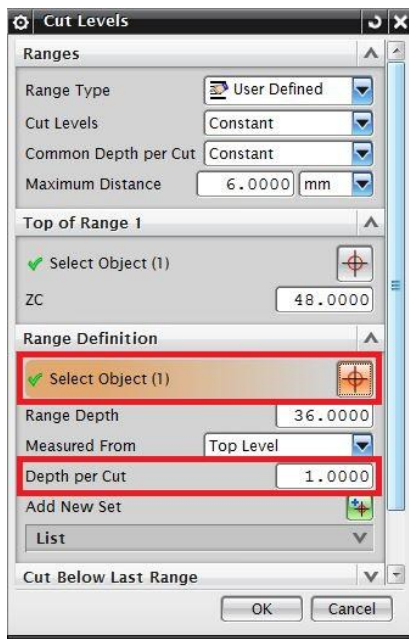 Cut Levels
Ranges
Range Type User Defined
Cut Levels Constant
Common Depth per Cut Constant
Maximum Distance 6.0000 mm
Top of Range 1
Select Object (1)
ZC 48.0000
Range Definition
Select Object (1)
Range Depth 36.0000
Measured From Top Level
Depth per Cut 1.0000
Add New Set
List
Cut Below Last Range
OK Cancel